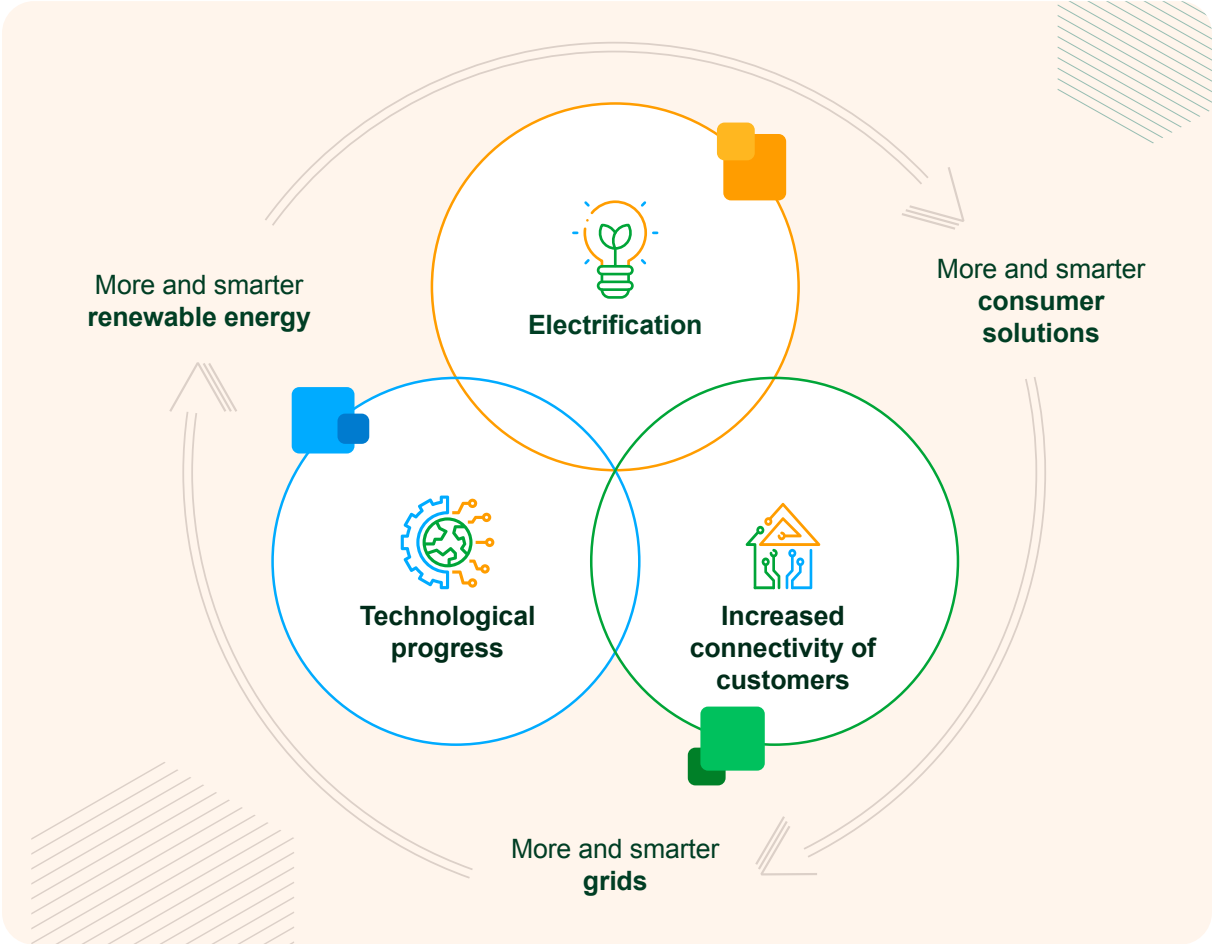 More and smarter
renewable energy
More and smarter
consumer
solutions
Electrification
Technological
progress
Increased
connectivity of
customers
More and smarter
grids